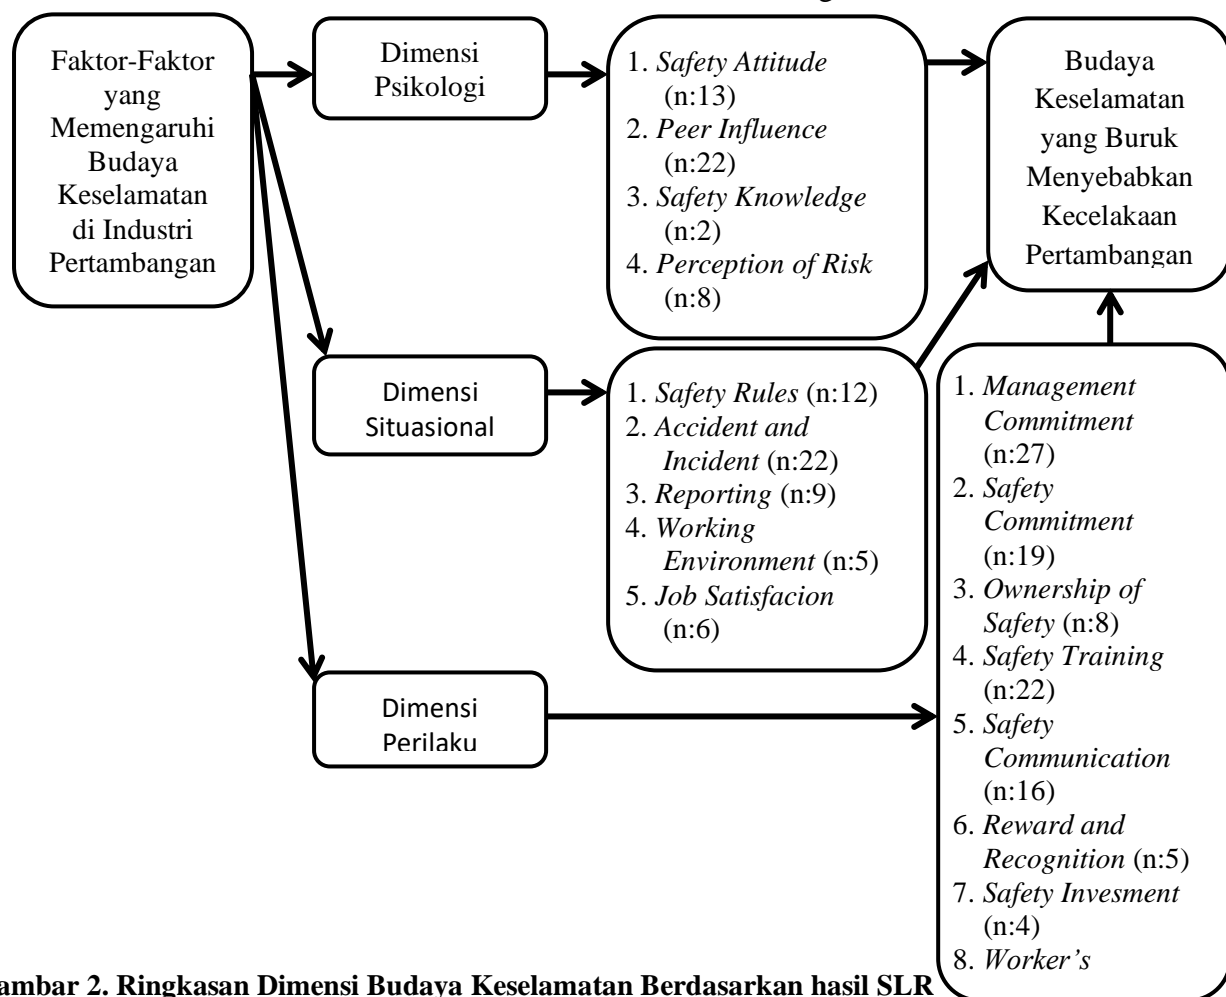 Faktor-Faktor
yang
Memengaruhi
Budaya
Keselamatan
di Industri
Pertambangan
Dimensi
Psikologi
1. Safety Attitude
(n:13)
2. Peer Influence
(n:22)
3. Safety Knowledge
(n:2)
4. Perception of Risk
(n:8)
Budaya
Keselamatan
yang Buruk
Menyebabkan
Kecelakaan
Pertambangan
Dimensi
Situasional
1. Safety Rules (n:12)
2. Accident and
Incident (n:22)
3. Reporting (n:9)
4. Working
Environment (n:5)
5. Job Satisfacion
(n:6)
Dimensi
Perilaku
1. Management
Commitment
(n:27)
2. Safety
Commitment
(n:19)
3. Ownership of
Safety (n:8)
4. Safety Training
(n:22)
5. Safety
Communication
(n:16)
6. Reward and
Recognition (n:5)
7. Safety Invesment
(n:4)
8. Worker's
ambar 2. Ringkasan Dimensi Budaya Keselamatan Berdasarkan hasil SLR